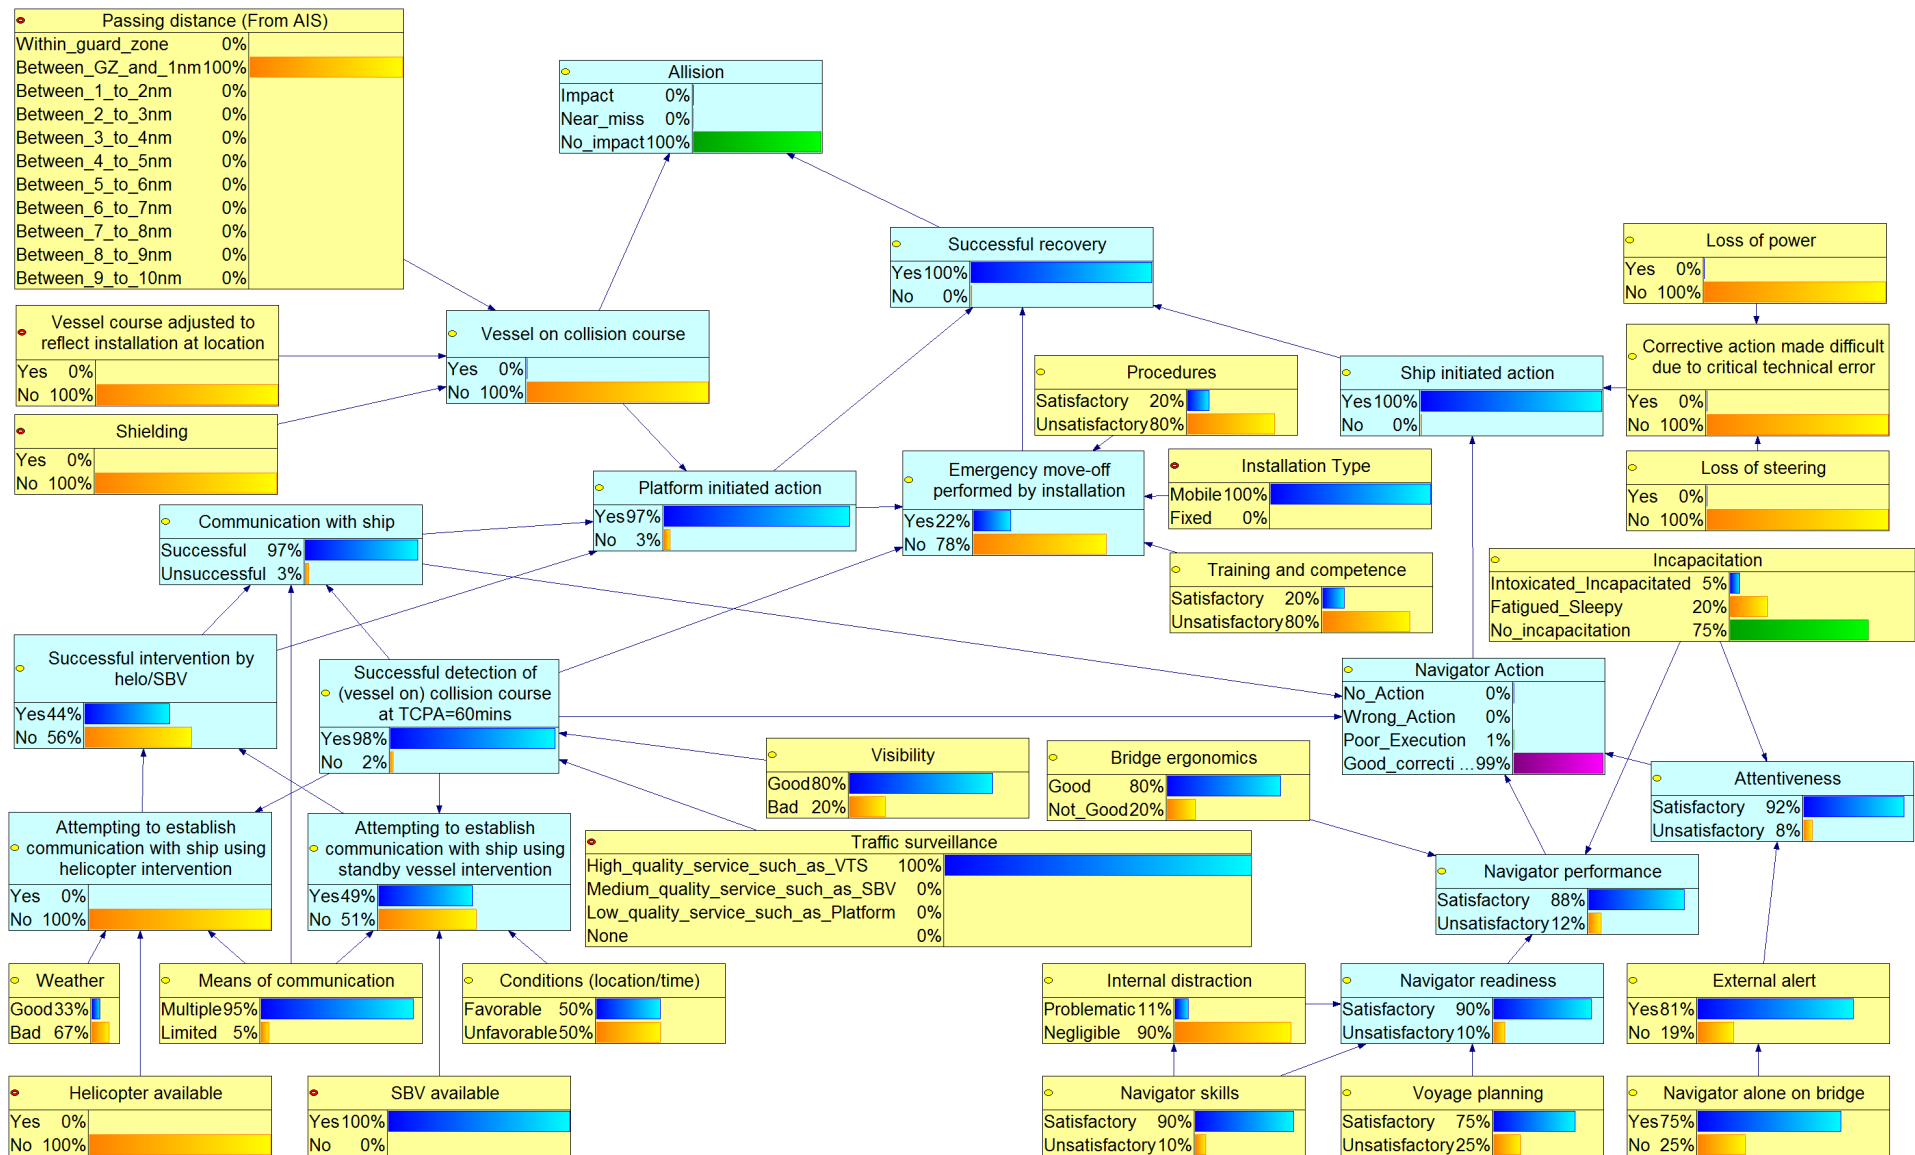 Passing distance (From AIS)
Within_guard_zone 0%
Between_GZ_and_1nm 100%
Between_1_to_2nm 0%
Between_2_to_3nm 0%
Between_3_to_4nm 0%
Between_4_to_5nm 0%
Between_5_to_6nm 0%
Between_6_to_7nm 0%
Between_7_to_8nm 0%
Between_8_to_9nm 0%
Between_9_to_10nm 0%
Allision
Impact 0%
Near_miss 0%
No_impact 100%
Successful recovery
Yes 100%
No 0%
Loss of power
Yes 0%
No 100%
Vessel course adjusted to
reflect installation at location
Yes 0%
No 100%
Vessel on collision course
Yes 0%
No 100%
Procedures
Satisfactory 20%
Unsatisfactory 80%
Ship initiated action
Yes 100%
No 0%
Corrective action made difficult
due to critical technical error
Yes 0%
No 100%
Shielding
Yes 0%
No 100%
Platform initiated action
Yes 97%
No 3%
Emergency move-off
performed by installation
Yes 22%
No 78%
Installation Type
Mobile 100%
Fixed 0%
Loss of steering
Yes 0%
No 100%
Communication with ship
Successful 97%
Unsuccessful 3%
Training and competence
Satisfactory 20%
Unsatisfactory 80%
Incapacitation
Intoxicated_Incapacitated 5%
Fatigued_Sleepy 20%
No_incapacitation 75%
Successful intervention by
helo/SBV
Yes 44%
No 56%
Successful detection of
(vessel on) collision course
at TCPA=60mins
Yes 98%
No 2%
Navigator Action
No_Action 0%
Wrong_Action 0%
Poor_Execution 1%
Good_correcti ... 99%
Visibility
Good 80%
Bad 20%
Bridge ergonomics
Good 80%
Not_Good 20%
Attentiveness
Satisfactory 92%
Unsatisfactory 8%
Attempting to establish
communication with ship using
helicopter intervention
Yes 0%
No 100%
Attempting to establish
communication with ship using
standby vessel intervention
Yes 49%
No 51%
Traffic surveillance
High_quality_service_such_as_VTS 100%
Medium_quality_service_such_as_SBV 0%
Low_quality_service_such_as_Platform 0%
None 0%
Navigator performance
Satisfactory 88%
Unsatisfactory 12%
Weather
Good 33%
Bad 67%
Means of communication
Multiple 95%
Limited 5%
Conditions (location/time)
Favorable 50%
Unfavorable 50%
Internal distraction
Problematic 11%
Negligible 90%
Navigator readiness
Satisfactory 90%
Unsatisfactory 10%
External alert
Yes 81%
No 19%
Helicopter available
Yes 0%
No 100%
SBV available
Yes 100%
No 0%
Navigator skills
Satisfactory 90%
Unsatisfactory 10%
Voyage planning
Satisfactory 75%
Unsatisfactory 25%
Navigator alone on bridge
Yes 75%
No 25%